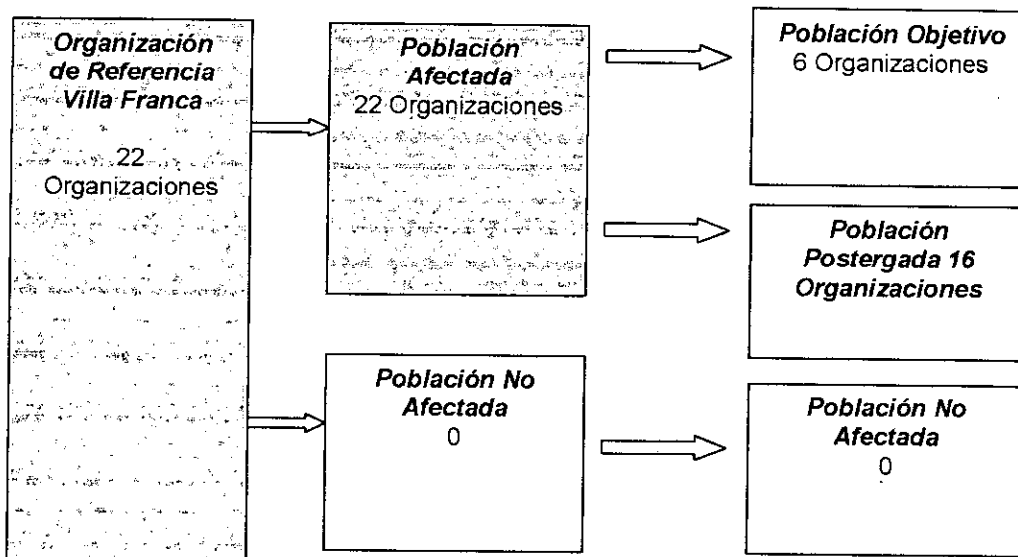 Organización
de Referencia
Villa Franca
22
Organizaciones
Población
Afectada
22 Organizaciones
Población Objetivo
6 Organizaciones
Población
Postergada 16
Organizaciones
Población No
Afectada
0
Población No
Afectada
0